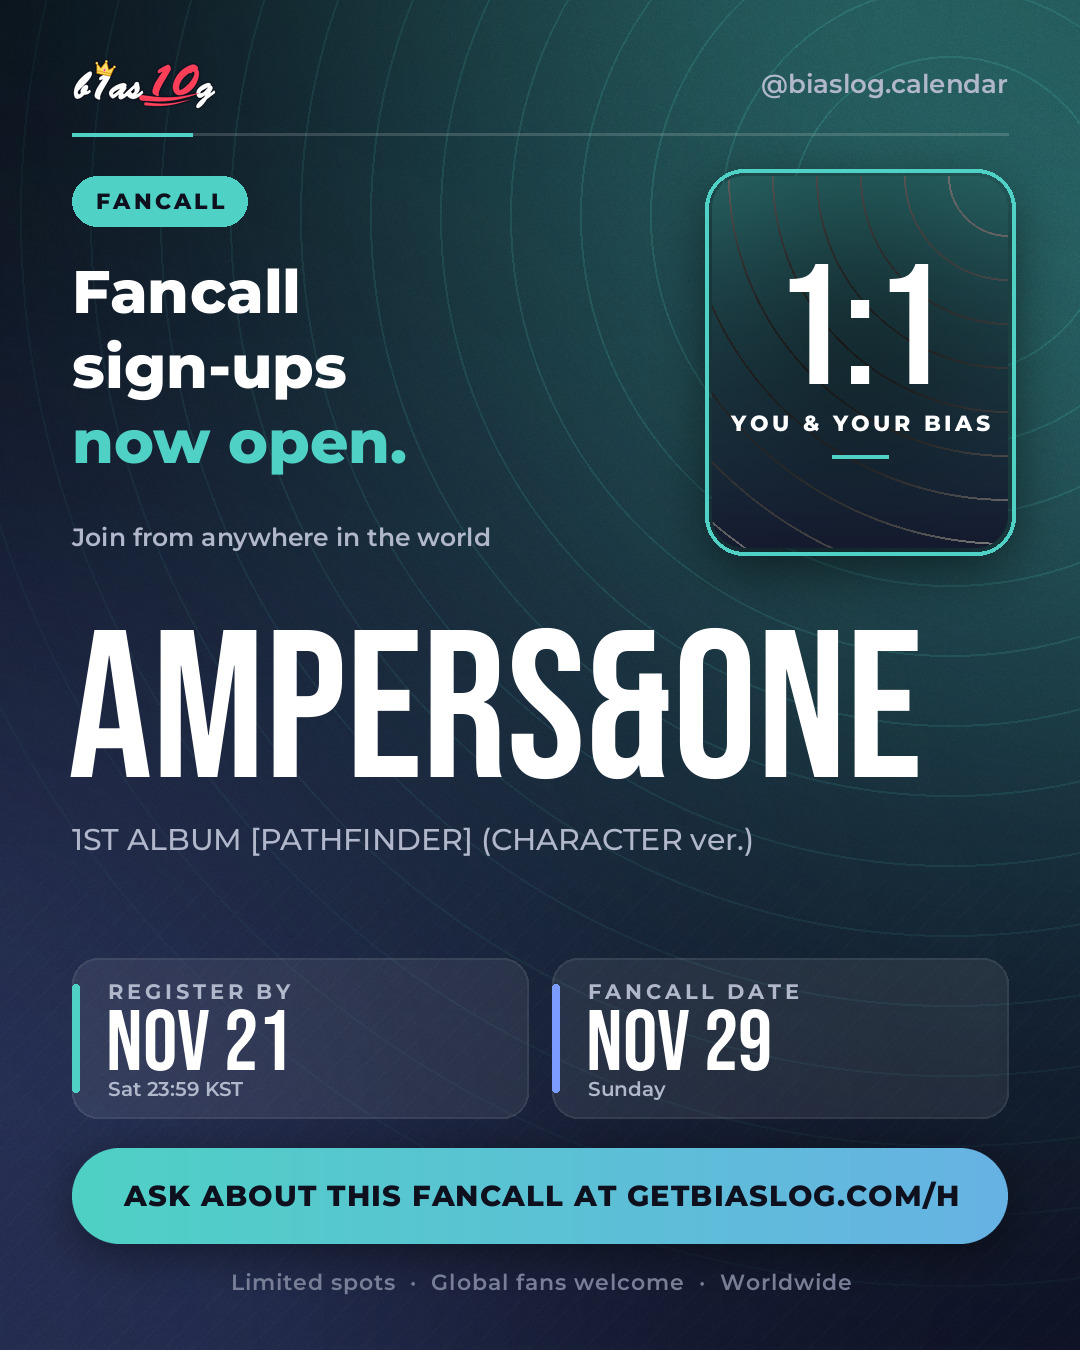 b1as10g
@biaslog.calendar
FANCALL
Fancall
sign-ups
now open.
Join from anywhere in the world
1:1
YOU & YOUR BIAS
AMPERS&ONE
1ST ALBUM [PATHFINDER] (CHARACTER ver.)
REGISTER BY
NOV 21
Sat 23:59 KST
FANCALL DATE
NOV 29
Sunday
ASK ABOUT THIS FANCALL AT GETBIASLOG.COM/H
Limited spots · Global fans welcome · Worldwide